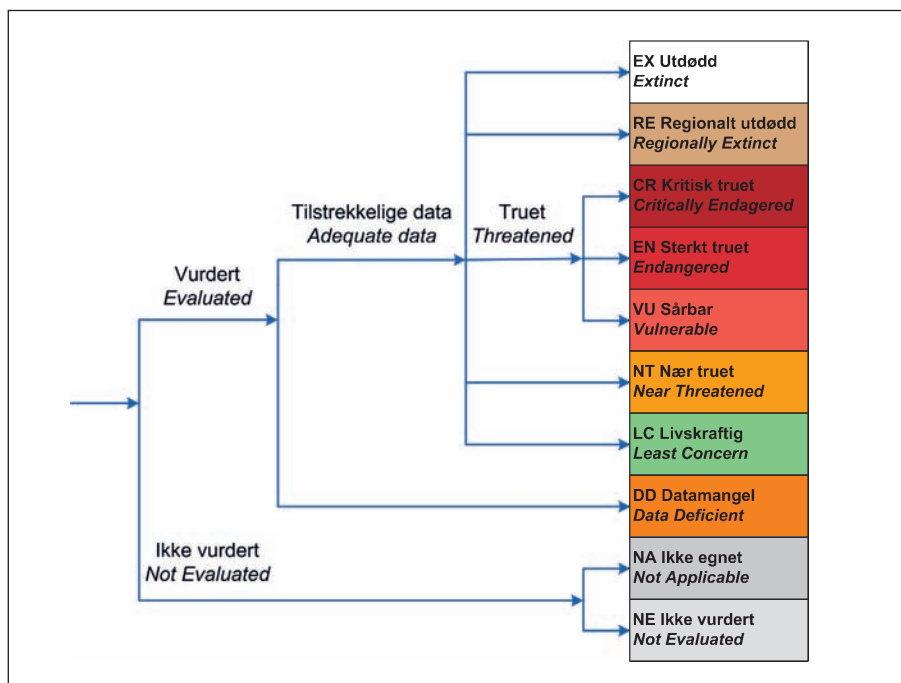 EX Utdødd
Extinct
RE Regionalt utdødd
Regionally Extinct
CR Kritisk truet
Critically Endagered
Tilstrekkelige data
Adequate data
Truet
Threatened
EN Sterkt truet
Endangered
Vurdert
Evaluated
VU Sårbar
Vulnerable
NT Nær truet
Near Threatened
LC Livskraftig
Least Concern
DD Datamangel
Data Deficient
Ikke vurdert
Not Evaluated
NA Ikke egnet
Not Applicable
NE Ikke vurdert
Not Evaluated